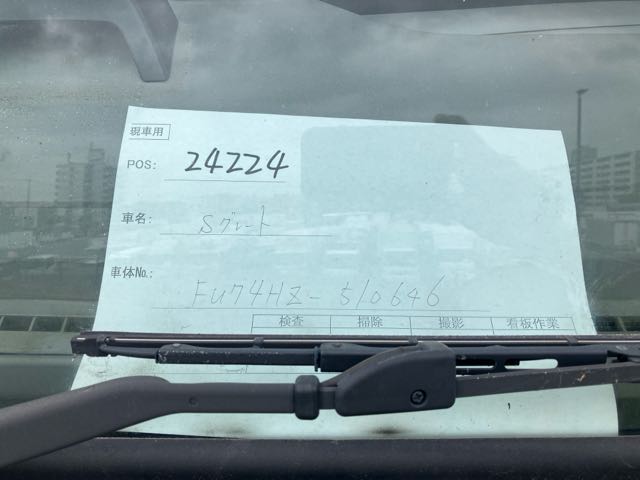 現車用
POS: 24224
車名: Sグレート
車体No.: FU74HZ-510646
検査 掃除 撮影 看板作業